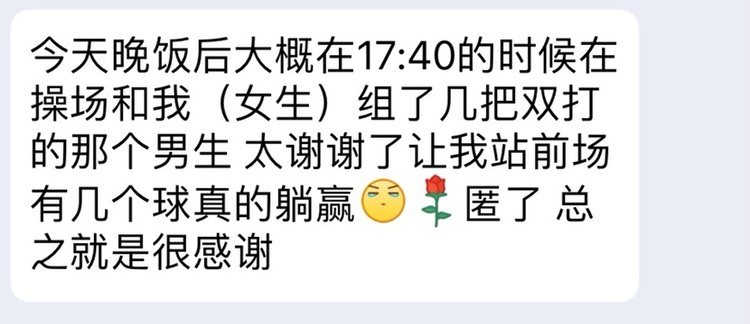 今天晚饭后大概在17:40的时候在
操场和我（女生）组了几把双打
的那个男生 太谢谢了让我站前场
有几个球真的躺赢 匿了 总
之就是很感谢